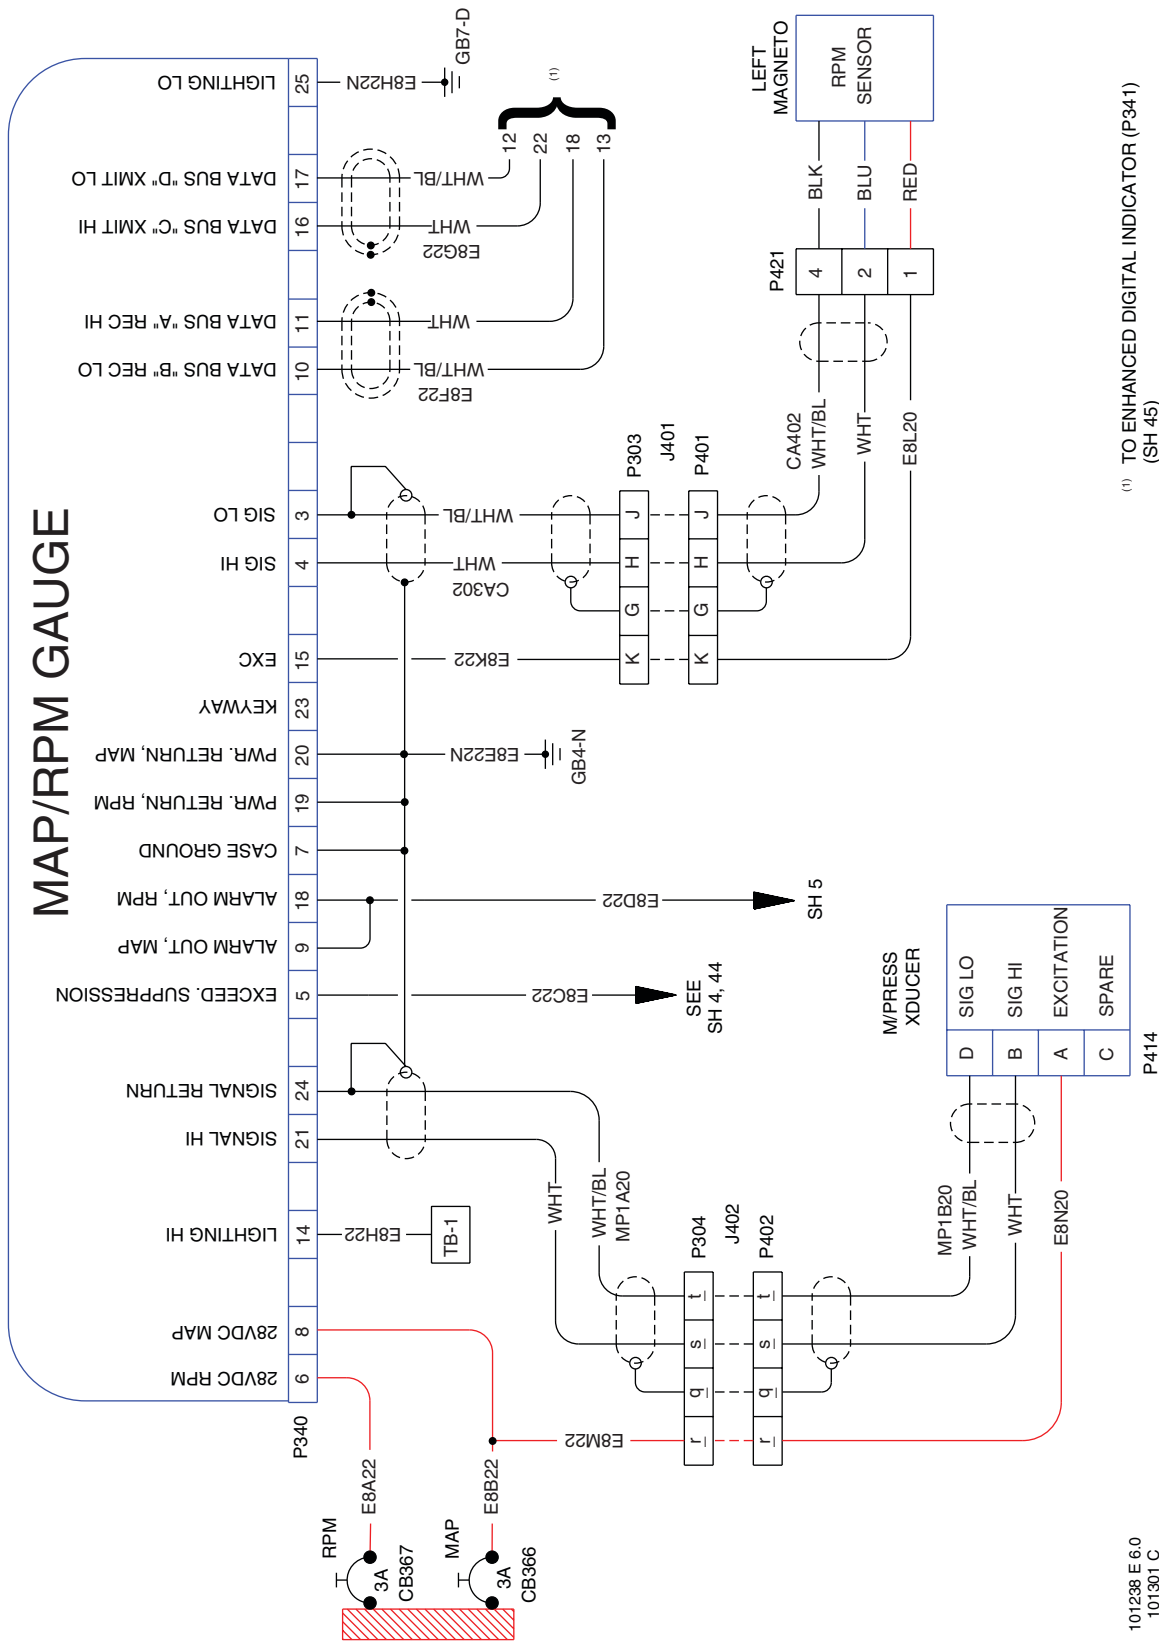 MAP/RPM GAUGE
P340
28VDC RPM
6
28VDC MAP
8
LIGHTING HI
14
SIGNAL HI
21
SIGNAL RETURN
24
EXCEED. SUPPRESSION
5
ALARM OUT, MAP
9
ALARM OUT, RPM
18
CASE GROUND
7
PWR. RETURN, RPM
19
PWR. RETURN, MAP
20
KEYWAY
23
EXC
15
SIG HI
4
SIG LO
3
DATA BUS "B" REC LO
10
DATA BUS "A" REC HI
11
DATA BUS "C" XMIT HI
16
DATA BUS "D" XMIT LO
17
LIGHTING LO
25
RPM
3A
CB367
E8A22
MAP
3A
CB366
E8B22
E8M22
E8H22
TB-1
WHT
WHT/BL
MP1A20
P304
J402
P402
r
q
s
t
r
q
s
t
MP1B20
WHT/BL
WHT
E8N20
M/PRESS
XDUCER
D
SIG LO
B
SIG HI
A
EXCITATION
C
SPARE
P414
E8C22
SEE
SH 4, 44
E8D22
SH 5
E8E22N
GB4-N
E8K22
CA302
WHT
WHT/BL
P303
J401
P401
K
G
H
J
K
G
H
J
CA402
WHT/BL
WHT
E8L20
P421
4
2
1
BLK
BLU
RED
LEFT
MAGNETO
RPM
SENSOR
E8F22
WHT/BL
WHT
E8G22
WHT
WHT/BL
12
22
18
13
(1)
E8H22N
GB7-D
(1) TO ENHANCED DIGITAL INDICATOR (P341)
(SH 45)
101238 E 6.0
101301 C